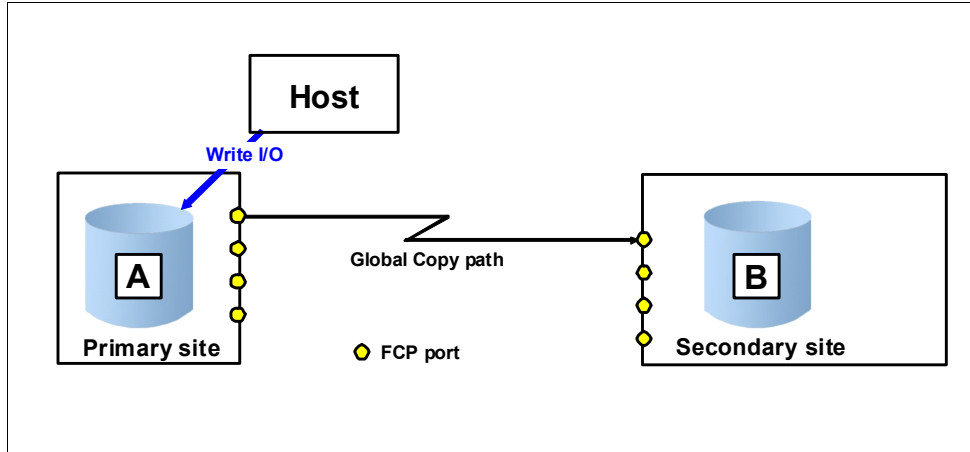 Host
Write I/O
A
Global Copy path
B
Primary site
FCP port
Secondary site